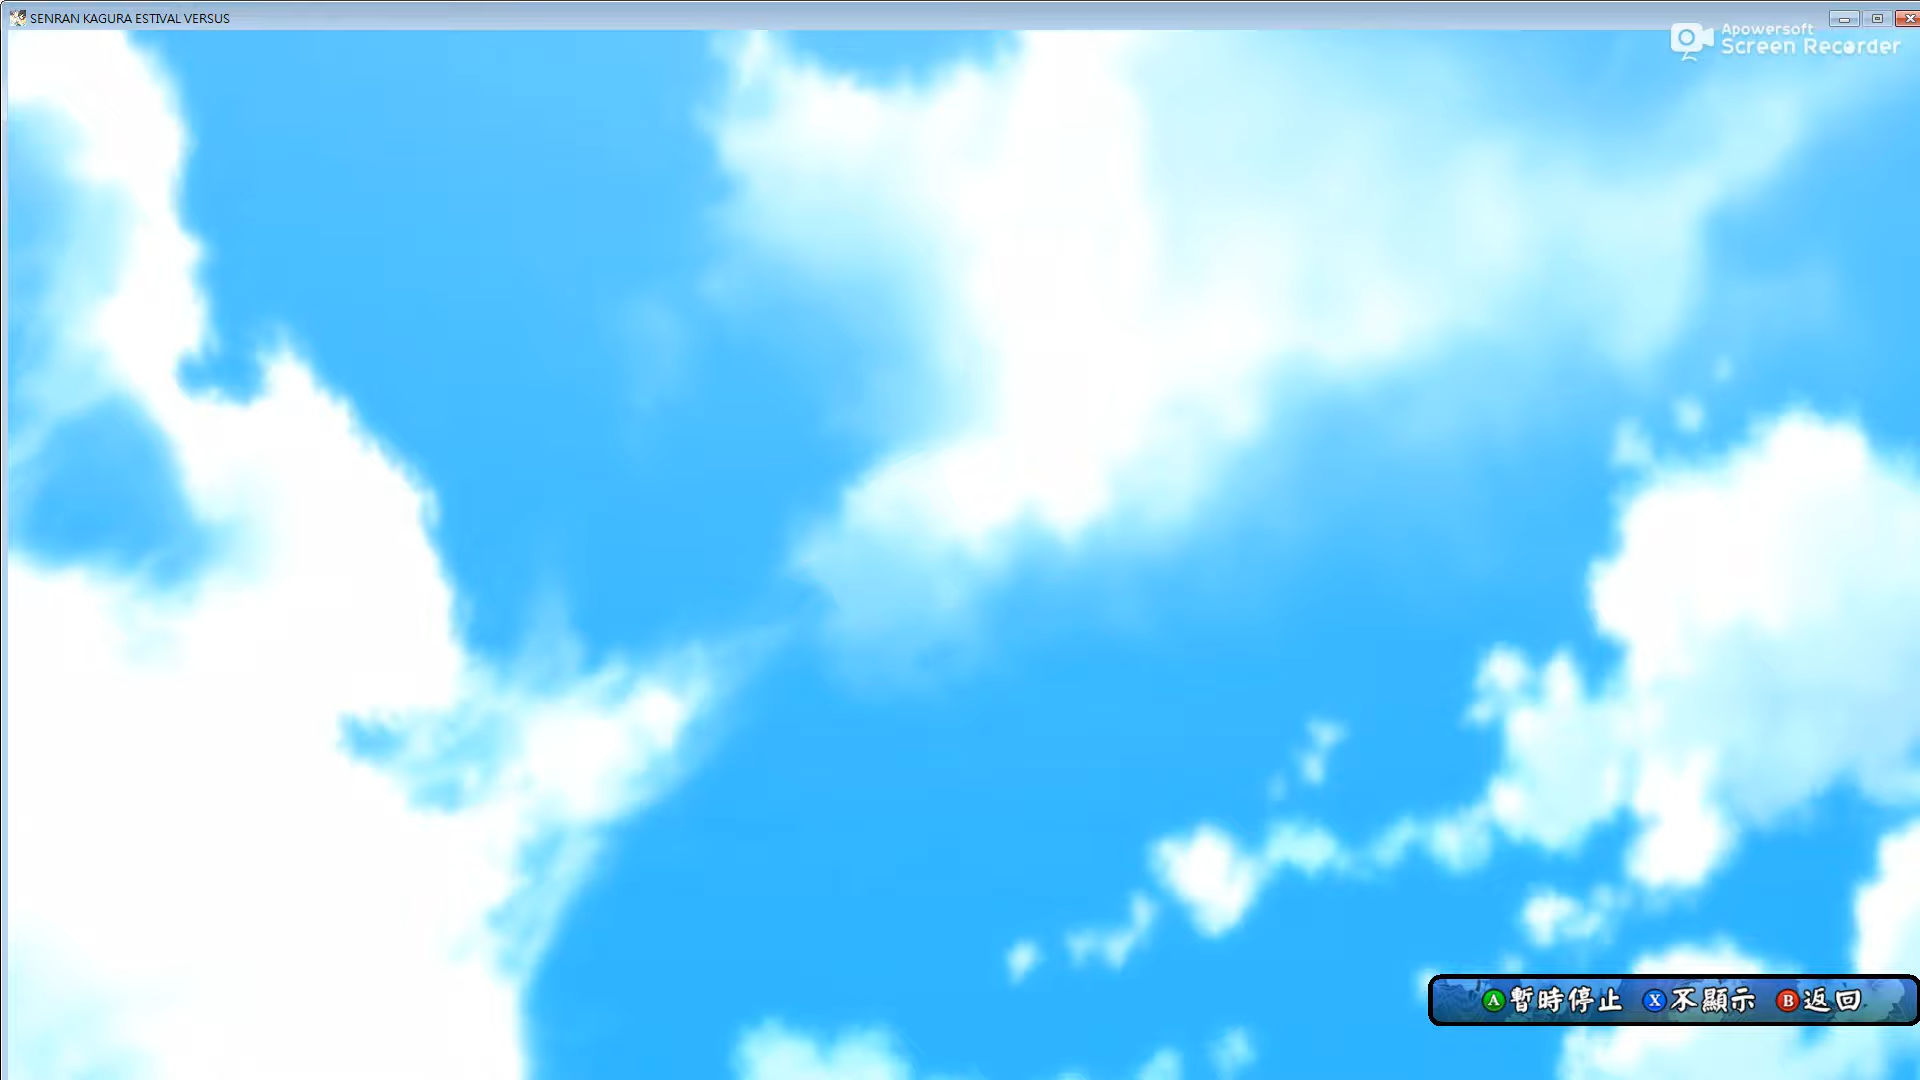 SENRAN KAGURA ESTIVAL VERSUS
Apowersoft
Screen Recorder
A 暫時停止 X 不顯示 B 返回